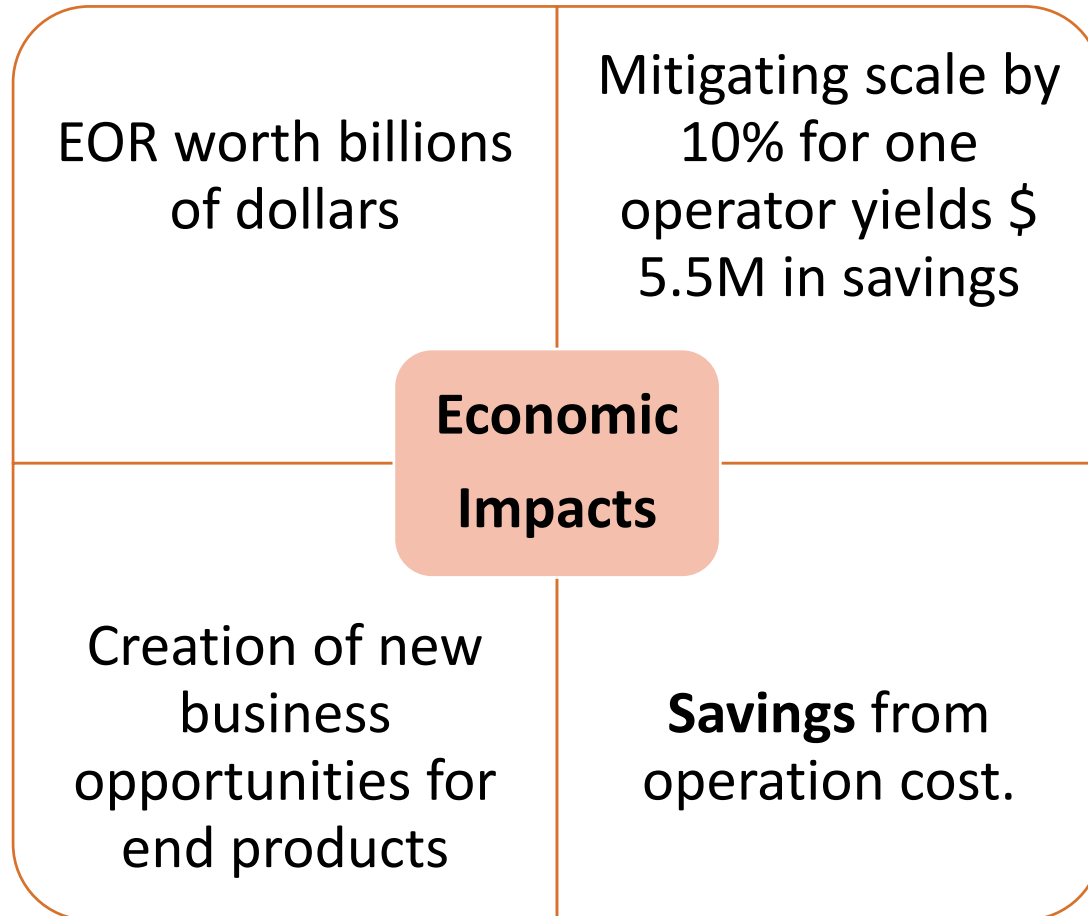 EOR worth billions
of dollars
Mitigating scale by
10% for one
operator yields $
5.5M in savings
Economic
Impacts
Creation of new
business
opportunities for
end products
Savings from
operation cost.